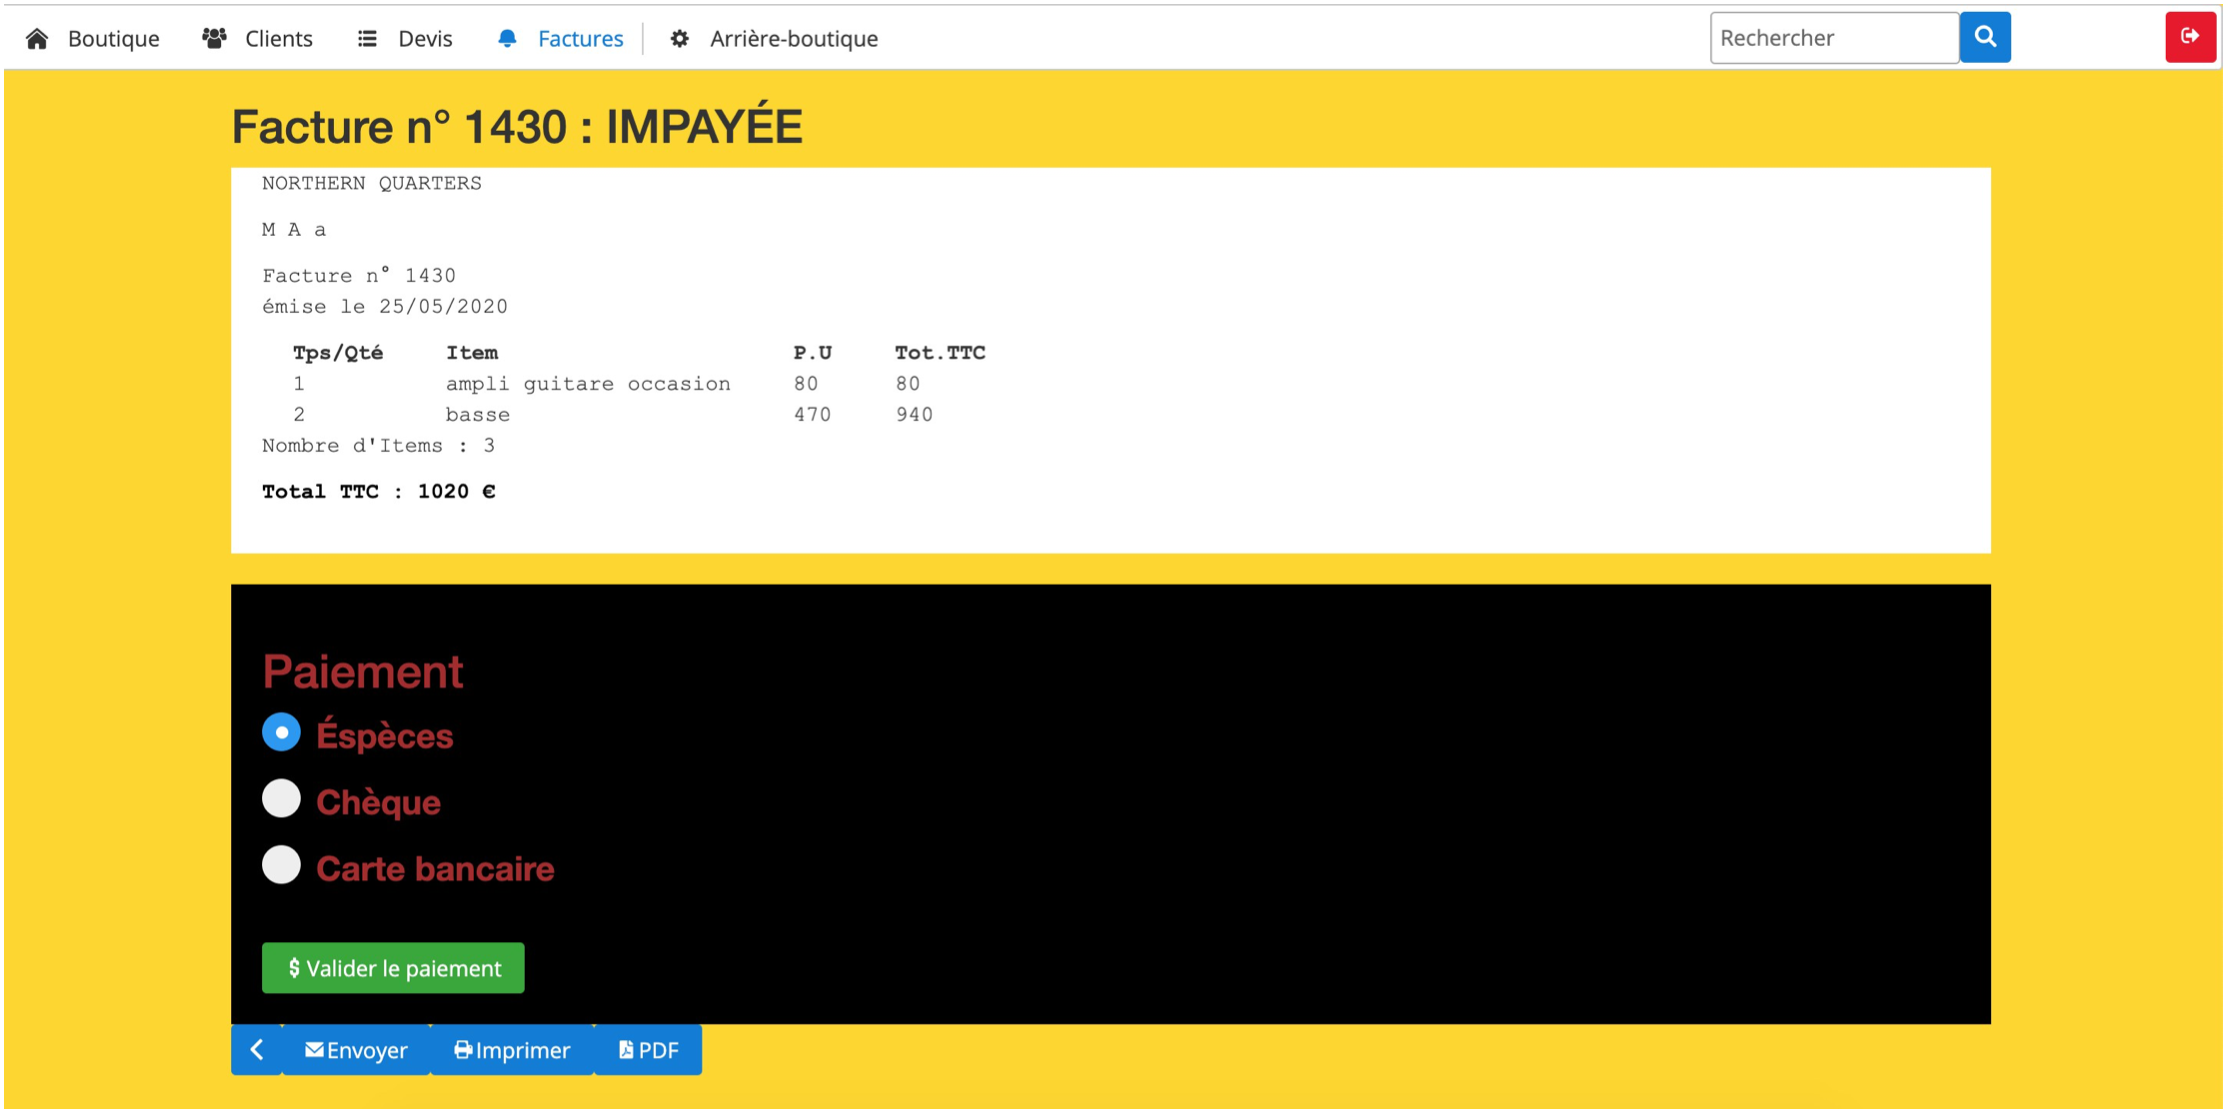 Boutique Clients Devis Factures Arrière-boutique Rechercher
Facture n° 1430 : IMPAYÉE
NORTHERN QUARTERS
M A a
Facture n° 1430
émise le 25/05/2020
Tps/Qté Item P.U Tot.TTC
1 ampli guitare occasion 80 80
2 basse 470 940
Nombre d'Items : 3
Total TTC : 1020 €
Paiement
Éspèces
Chèque
Carte bancaire
$ Valider le paiement
Envoyer Imprimer PDF